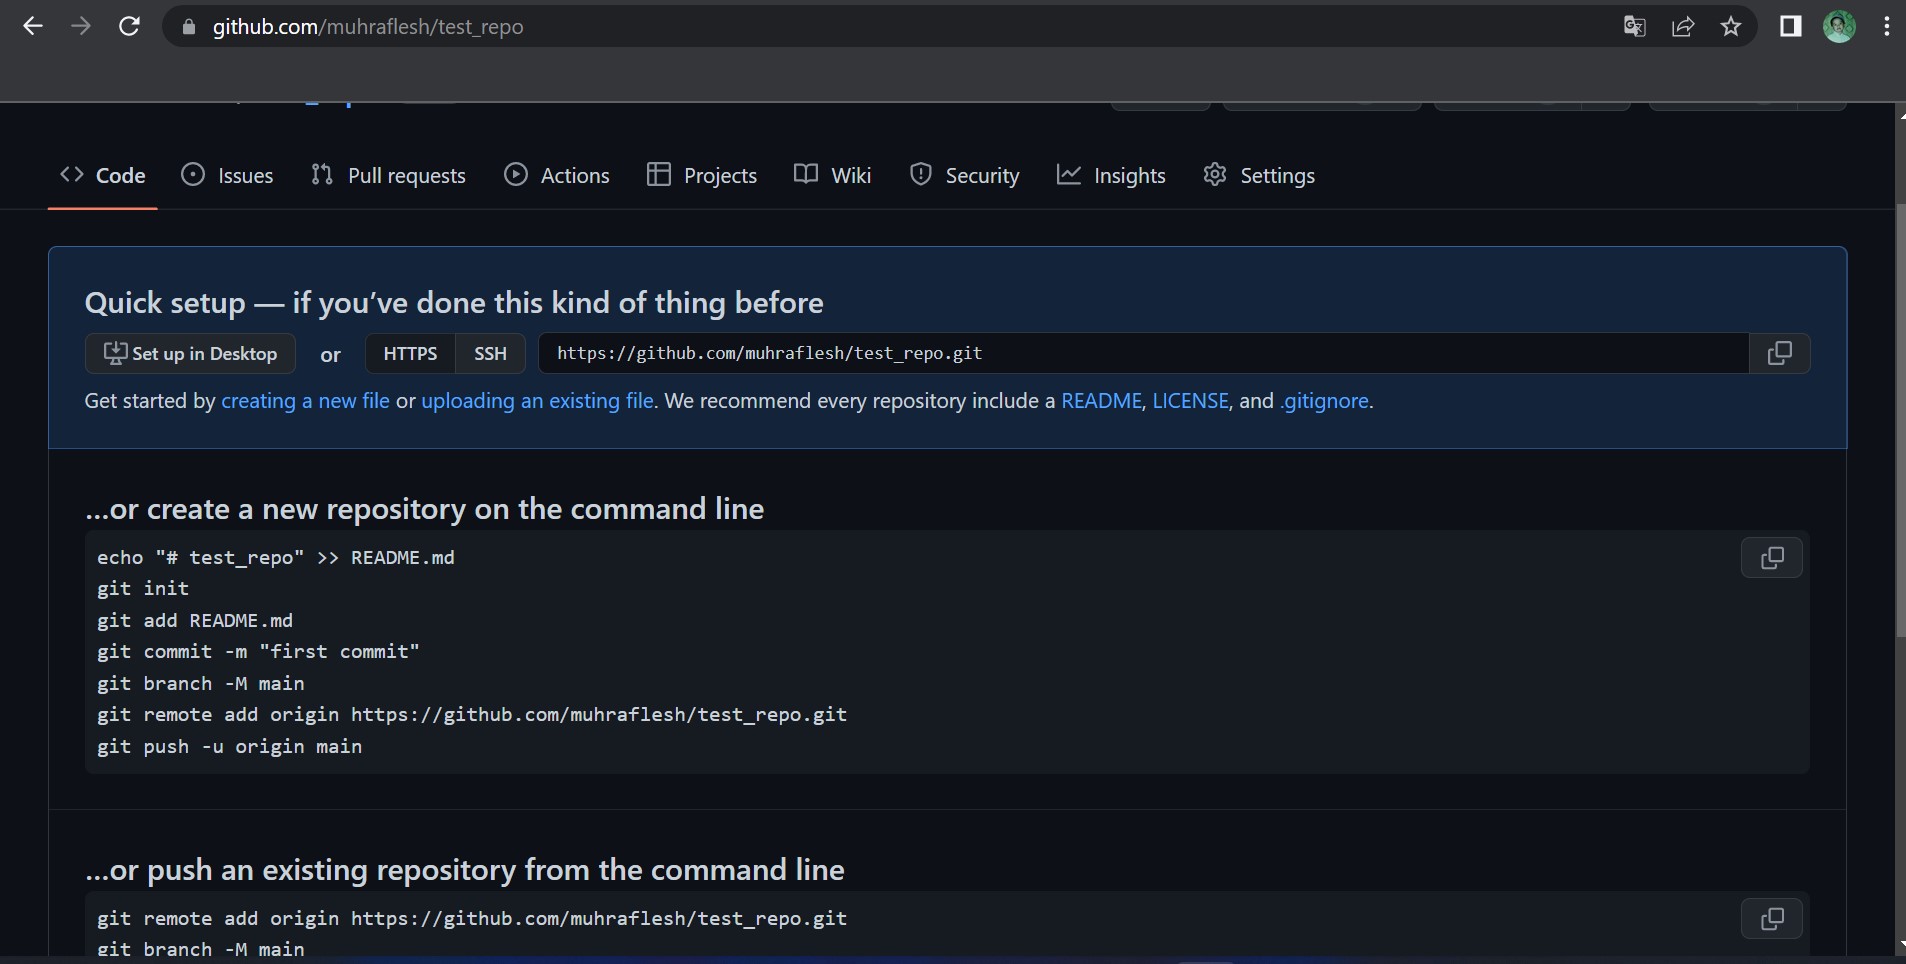 github.com/muhraflesh/test_repo
Code Issues Pull requests Actions Projects Wiki Security Insights Settings
Quick setup — if you’ve done this kind of thing before
Set up in Desktop or HTTPS SSH https://github.com/muhraflesh/test_repo.git
Get started by creating a new file or uploading an existing file. We recommend every repository include a README, LICENSE, and .gitignore.
…or create a new repository on the command line
echo "# test_repo" >> README.md
git init
git add README.md
git commit -m "first commit"
git branch -M main
git remote add origin https://github.com/muhraflesh/test_repo.git
git push -u origin main
…or push an existing repository from the command line
git remote add origin https://github.com/muhraflesh/test_repo.git
git branch -M main